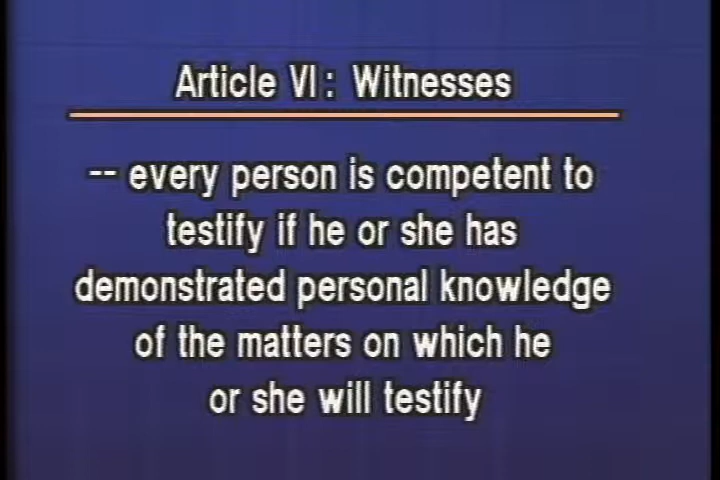 Article VI: Witnesses
-- every person is competent to
testify if he or she has
demonstrated personal knowledge
of the matters on which he
or she will testify